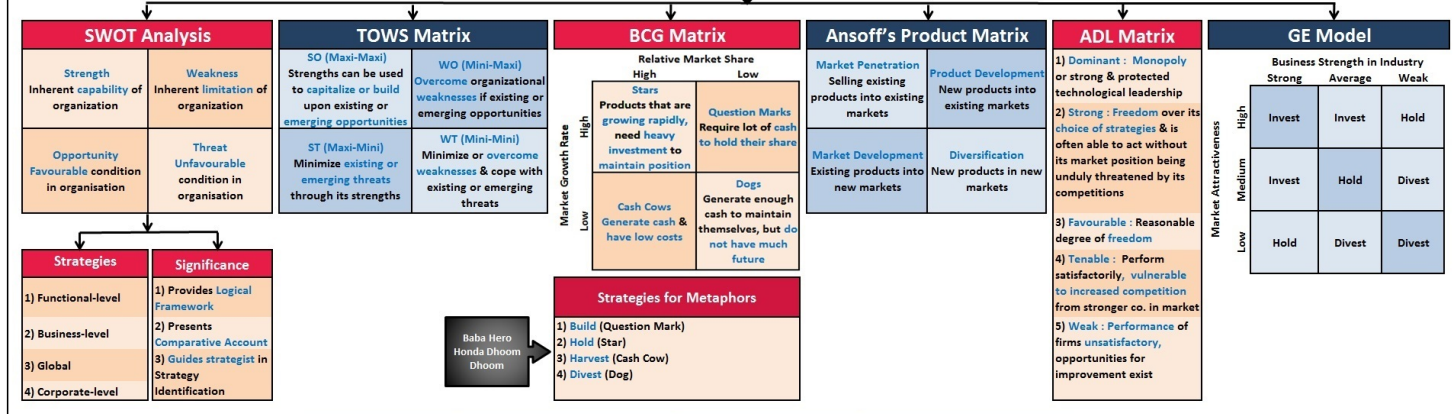 SWOT Analysis
Strength
Inherent capability of
organization
Weakness
Inherent limitation of
organization
Opportunity
Favourable condition
in organisation
Threat
Unfavourable
condition in
organisation
Strategies
1) Functional-level
2) Business-level
3) Global
4) Corporate-level
Significance
1) Provides Logical
Framework
2) Presents
Comparative Account
3) Guides strategist in
Strategy
Identification
TOWS Matrix
SO (Maxi-Maxi)
Strengths can be used
to capitalize or build
upon existing or
emerging opportunities
WO (Mini-Maxi)
Overcome organizational
weaknesses if existing or
emerging opportunities
ST (Maxi-Mini)
Minimize existing or
emerging threats
through its strengths
WT (Mini-Mini)
Minimize or overcome
weaknesses & cope with
existing or emerging
threats
BCG Matrix
Relative Market Share
High
Low
Market Growth Rate
High
Low
Stars
Products that are
growing rapidly,
need heavy
investment to
maintain position
Question Marks
Require lot of cash
to hold their share
Cash Cows
Generate cash &
have low costs
Dogs
Generate enough
cash to maintain
themselves, but do
not have much
future
Baba Hero
Honda Dhoom
Dhoom
Strategies for Metaphors
1) Build (Question Mark)
2) Hold (Star)
3) Harvest (Cash Cow)
4) Divest (Dog)
Ansoff's Product Matrix
Market Penetration
Selling existing
products into existing
markets
Product Development
New products into
existing markets
Market Development
Existing products into
new markets
Diversification
New products in new
markets
ADL Matrix
1) Dominant : Monopoly
or strong & protected
technological leadership
2) Strong : Freedom over its
choice of strategies & is
often able to act without
its market position being
unduly threatened by its
competitions
3) Favourable : Reasonable
degree of freedom
4) Tenable : Perform
satisfactorily, vulnerable
to increased competition
from stronger co. in market
5) Weak : Performance of
firms unsatisfactory,
opportunities for
improvement exist
GE Model
Business Strength in Industry
Strong
Average
Weak
Market Attractiveness
High
Invest
Invest
Hold
Medium
Invest
Hold
Divest
Low
Hold
Divest
Divest